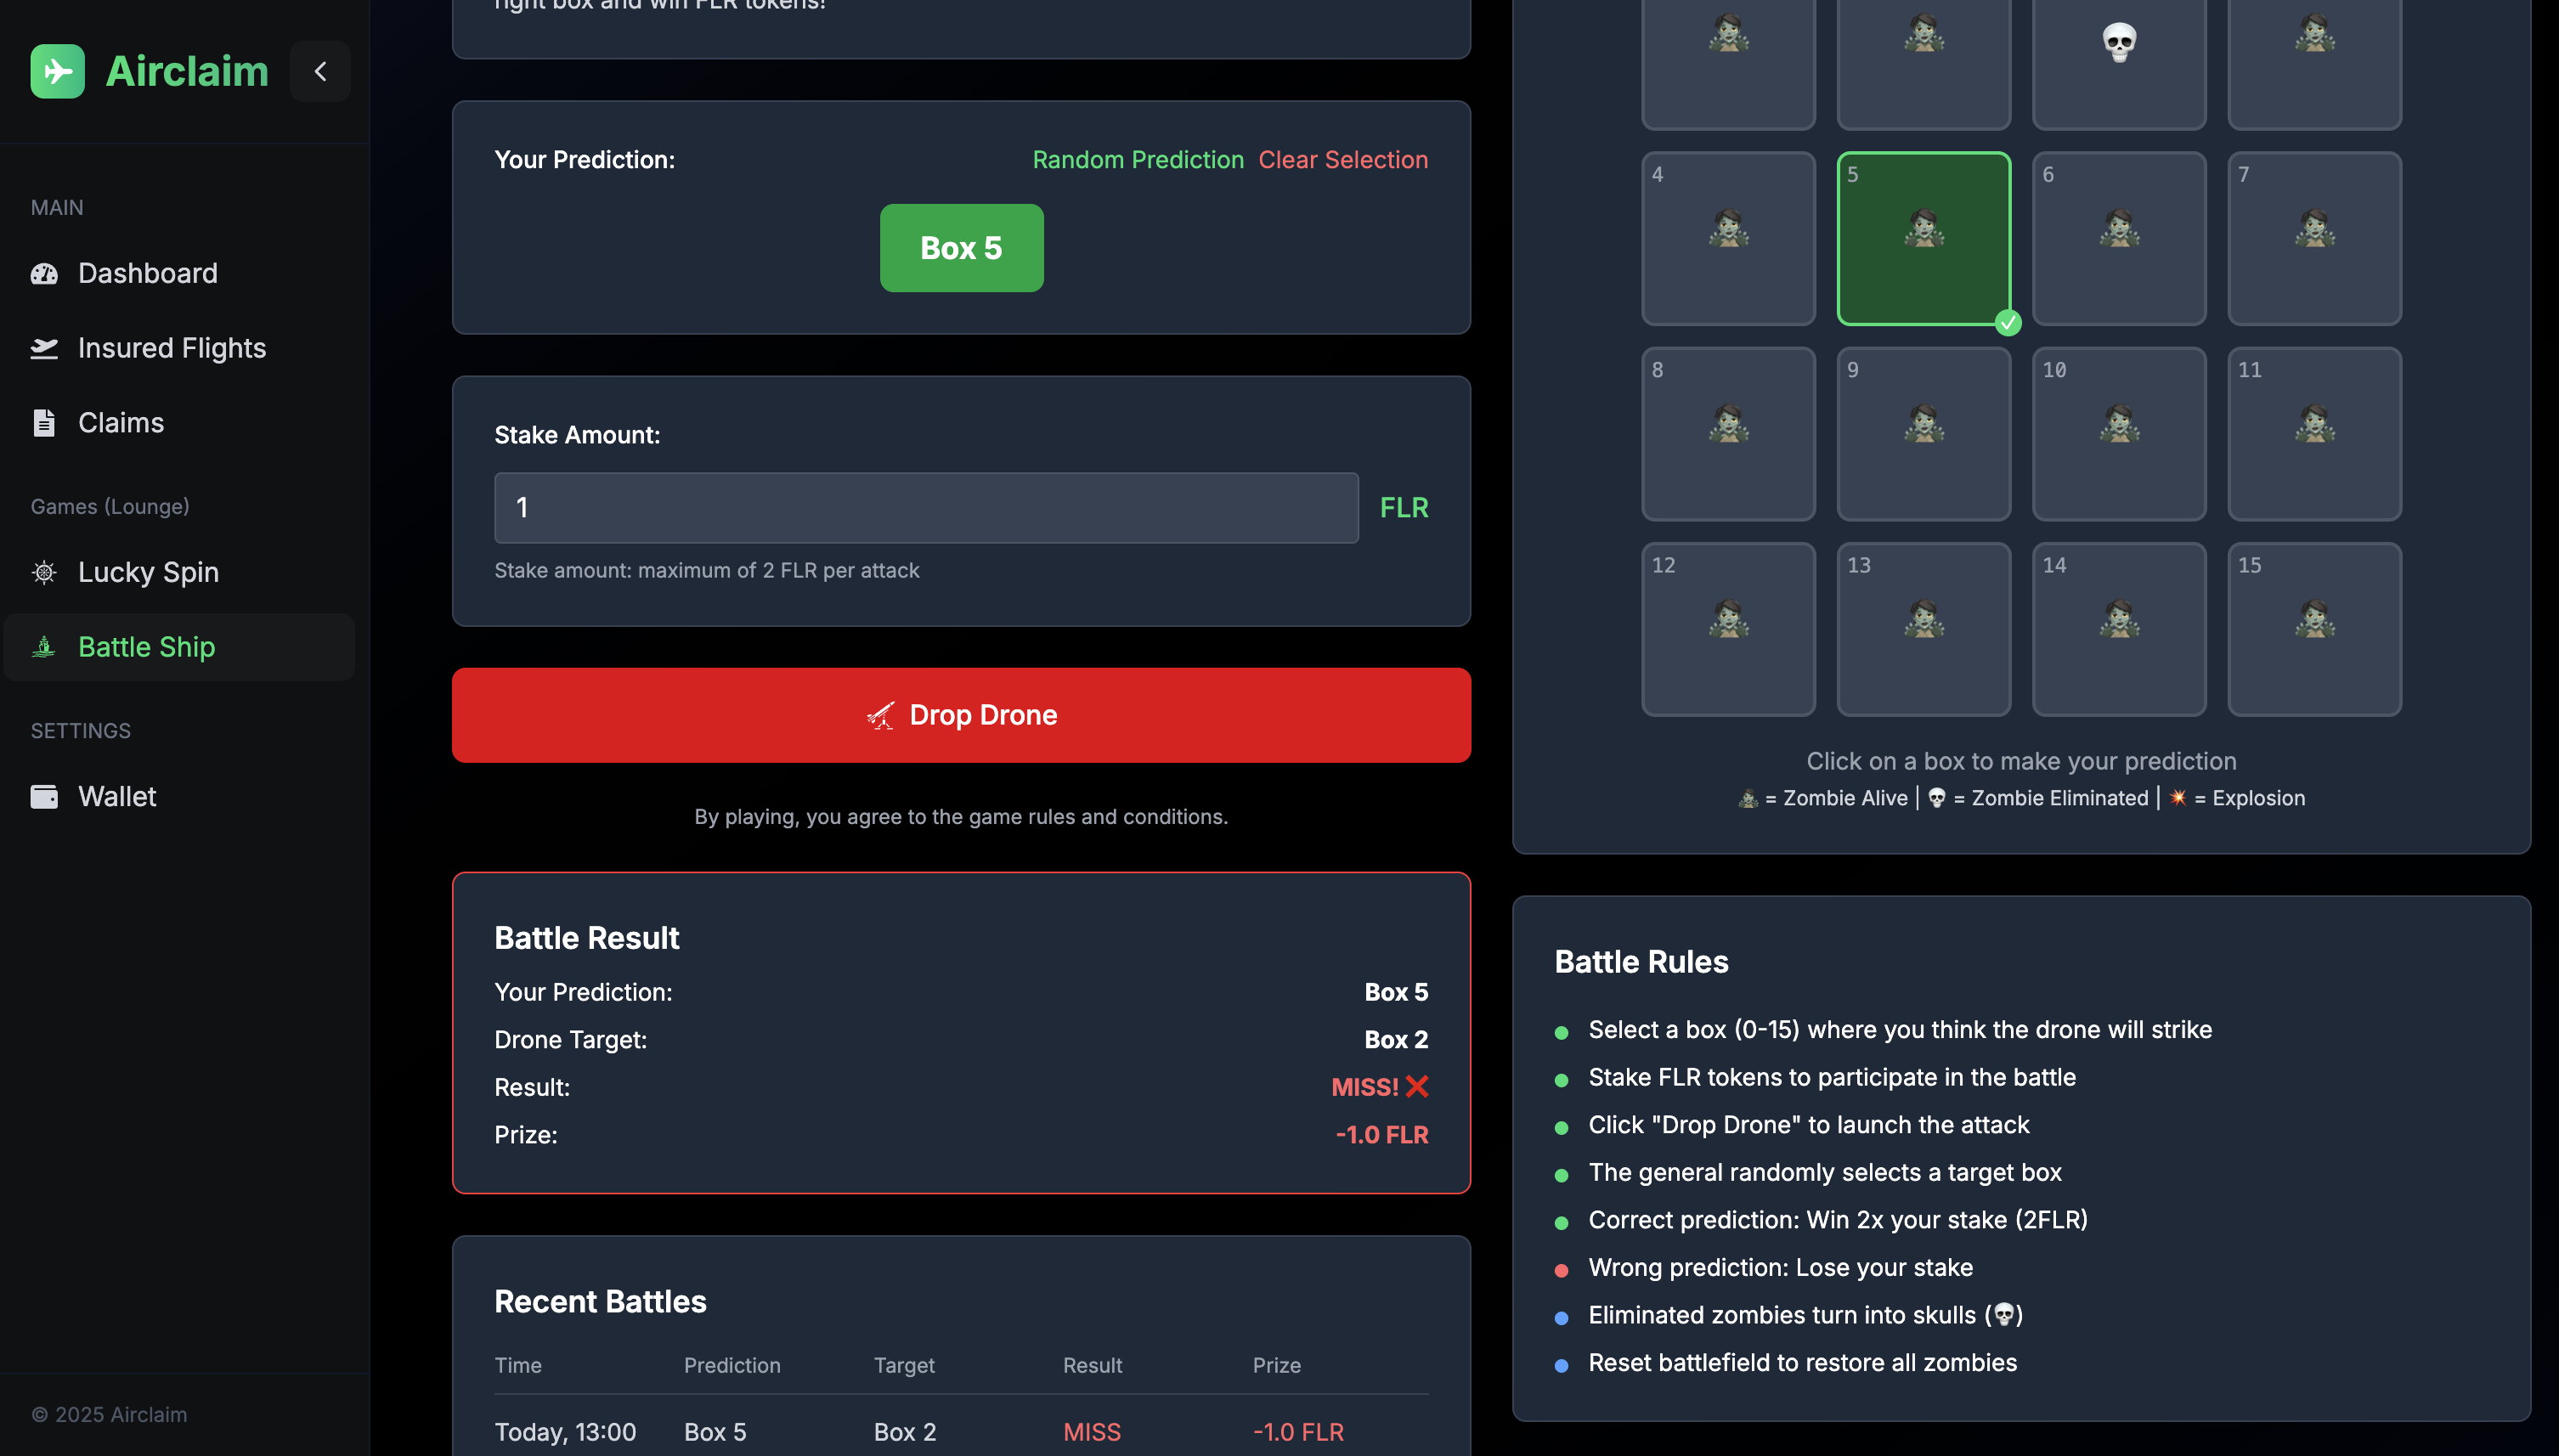 Airclaim
MAIN
Dashboard
Insured Flights
Claims
Games (Lounge)
Lucky Spin
Battle Ship
SETTINGS
Wallet
© 2025 Airclaim
right box and win FLR tokens!
Your Prediction:
Random Prediction Clear Selection
Box 5
Stake Amount:
1 FLR
Stake amount: maximum of 2 FLR per attack
Drop Drone
By playing, you agree to the game rules and conditions.
Battle Result
Your Prediction: Box 5
Drone Target: Box 2
Result: MISS! ❌
Prize: -1.0 FLR
Recent Battles
Time Prediction Target Result Prize
Today, 13:00 Box 5 Box 2 MISS -1.0 FLR
4 5 6 7
8 9 10 11
12 13 14 15
Click on a box to make your prediction
🧟 = Zombie Alive | 💀 = Zombie Eliminated | 💥 = Explosion
Battle Rules
Select a box (0-15) where you think the drone will strike
Stake FLR tokens to participate in the battle
Click "Drop Drone" to launch the attack
The general randomly selects a target box
Correct prediction: Win 2x your stake (2FLR)
Wrong prediction: Lose your stake
Eliminated zombies turn into skulls (💀)
Reset battlefield to restore all zombies